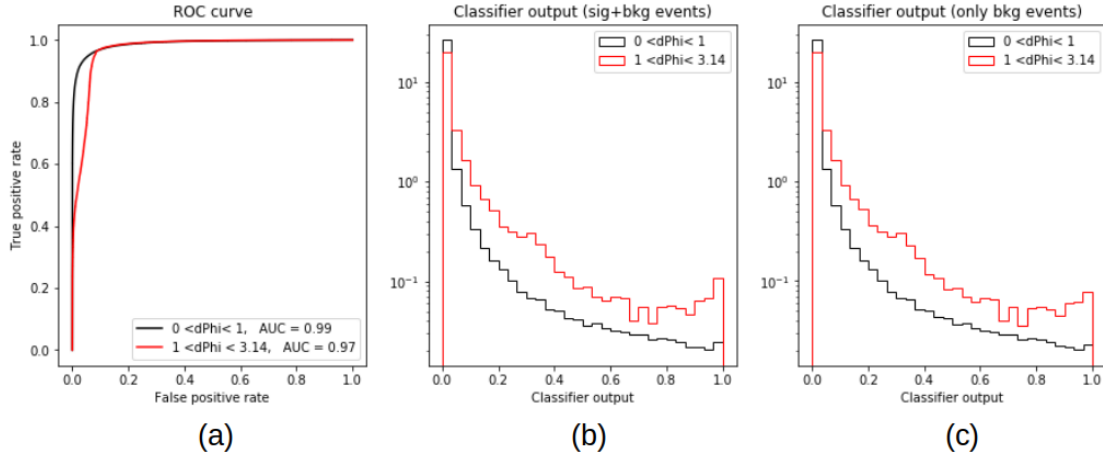 ROC curve
1.0
0.8
0.6
0.4
0.2
0.0
True positive rate
0 <dPhi< 1,   AUC = 0.99
1 <dPhi < 3.14,   AUC = 0.97
0.0 0.2 0.4 0.6 0.8 1.0
False positive rate
(a)
Classifier output (sig+bkg events)
0 <dPhi< 1
1 <dPhi< 3.14
10¹
10⁰
10⁻¹
0.0 0.2 0.4 0.6 0.8 1.0
Classifier output
(b)
Classifier output (only bkg events)
0 <dPhi< 1
1 <dPhi< 3.14
10¹
10⁰
10⁻¹
0.0 0.2 0.4 0.6 0.8 1.0
Classifier output
(c)